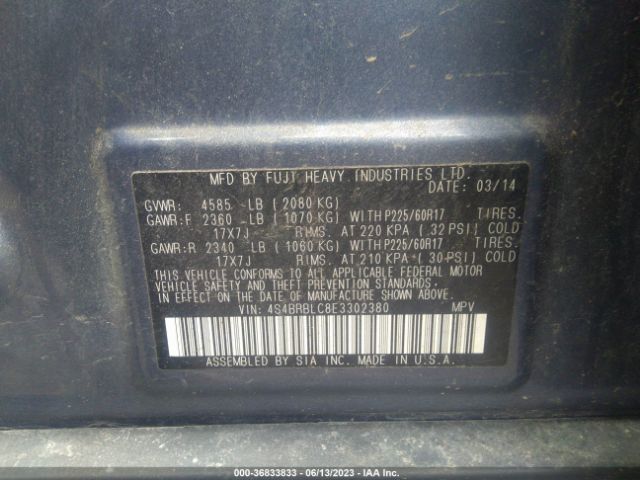 MFD BY FUJI HEAVY INDUSTRIES LTD.
DATE: 03/14
GVWR: 4585 -LB ( 2080 KG)
GAWR:F 2360 -LB ( 1070 KG) WITH P225/60R17 TIRES.
17X7J RIMS. AT 220 KPA ( 32 PSI) COLD
GAWR:R 2340 -LB ( 1060 KG) WITH P225/60R17 TIRES.
17X7J RIMS. AT 210 KPA ( 30 PSI) COLD
THIS VEHICLE CONFORMS TO ALL APPLICABLE FEDERAL MOTOR
VEHICLE SAFETY AND THEFT PREVENTION STANDARDS
IN EFFECT ON THE DATE OF MANUFACTURE SHOWN ABOVE.
VIN: 4S4BRBLC8E3302380 MPV
ASSEMBLED BY SIA INC. MADE IN U.S.A.
000-36833833 - 06/13/2023 - IAA Inc.